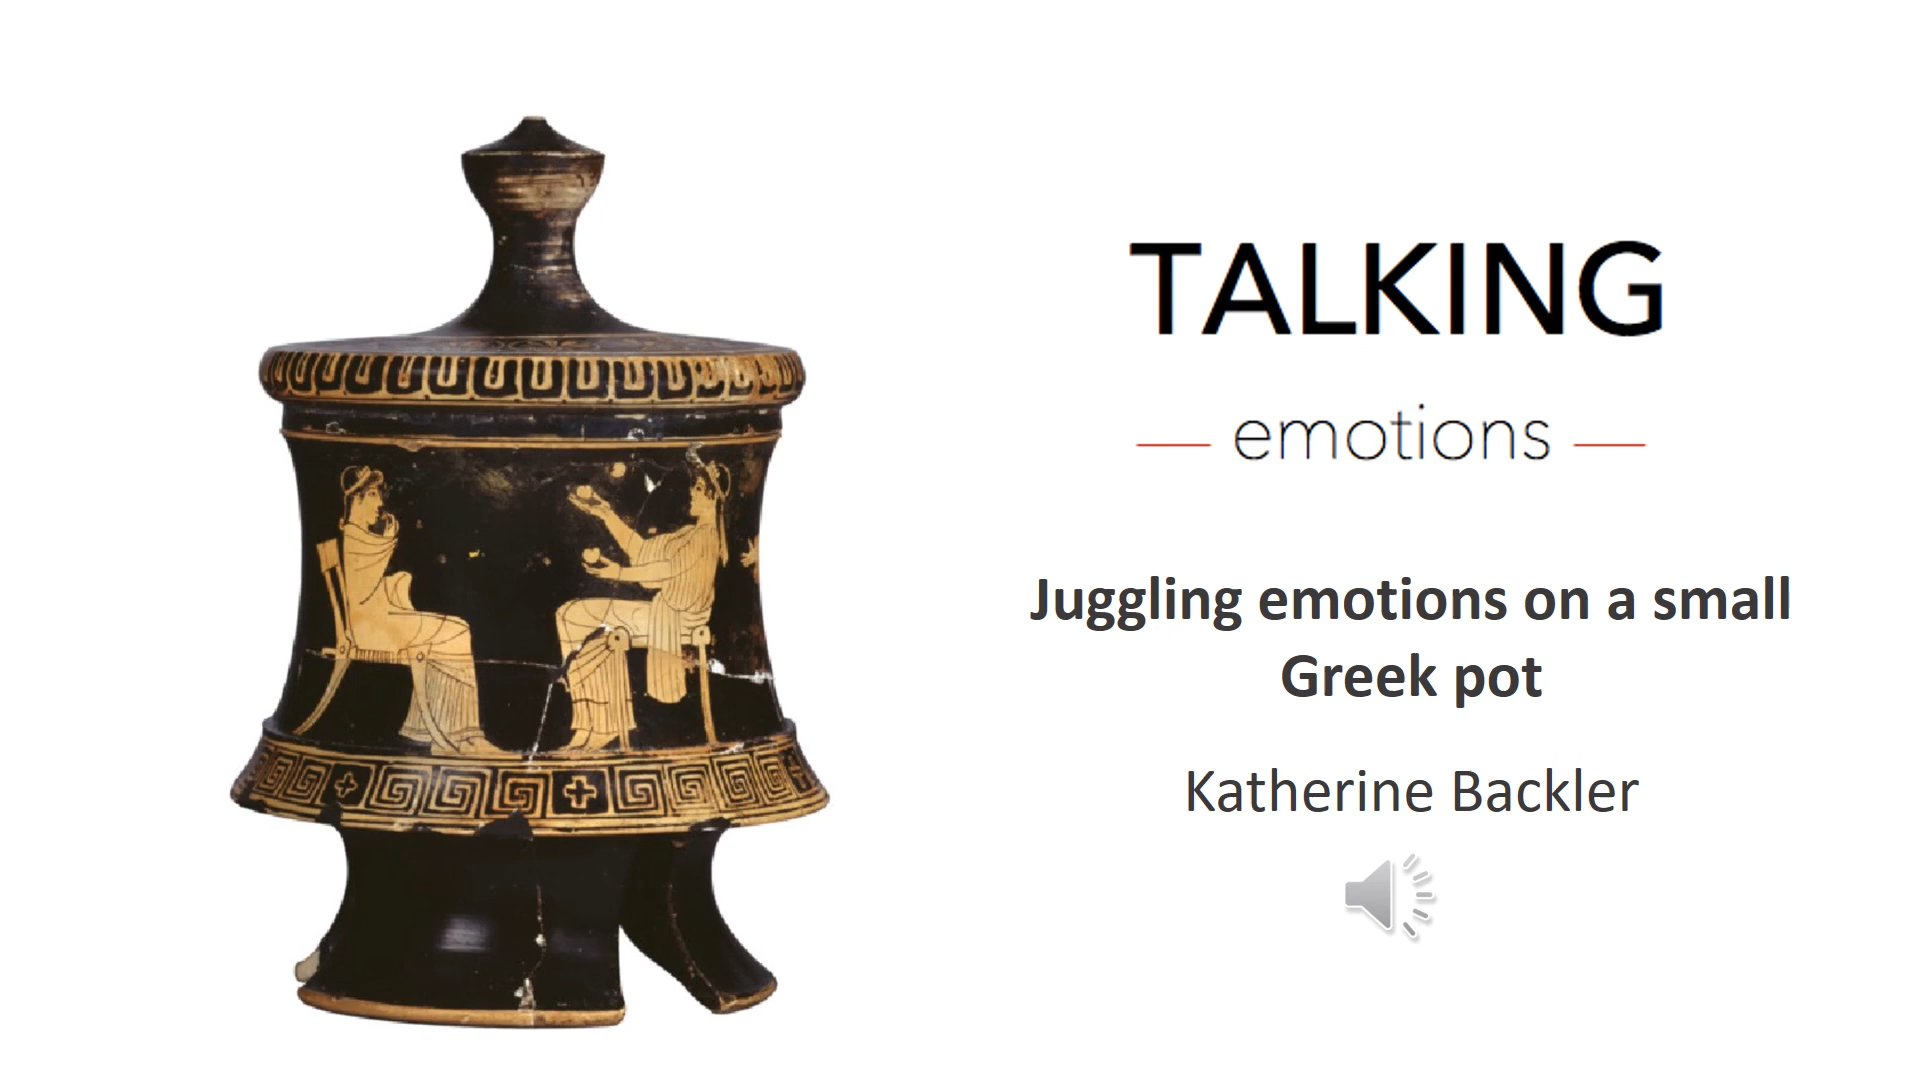 TALKING
emotions
Juggling emotions on a small
Greek pot
Katherine Backler